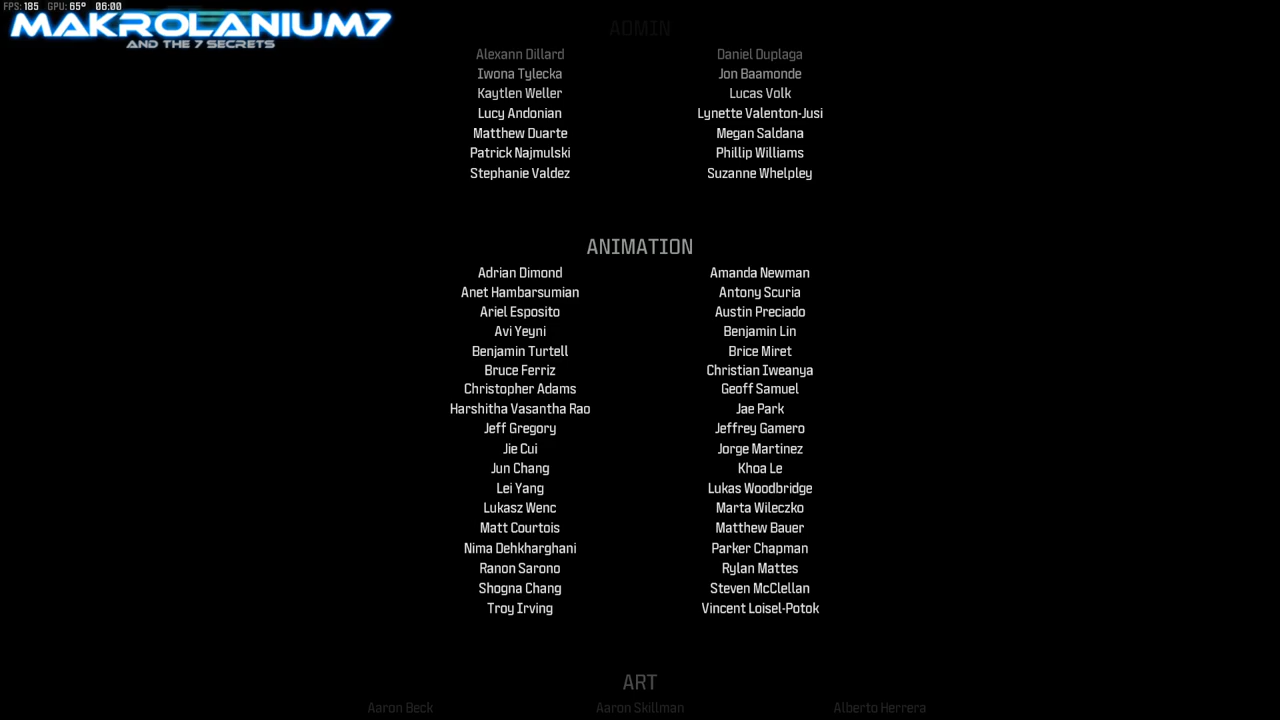 FPS: 185 GPU: 65° 06:00
MAKROLANIUM7
AND THE 7 SECRETS
ADMIN
Alexann Dillard Daniel Duplaga
Iwona Tylecka Jon Baamonde
Kaytlen Weller Lucas Volk
Lucy Andonian Lynette Valenton-Jusi
Matthew Duarte Megan Saldana
Patrick Najmulski Phillip Williams
Stephanie Valdez Suzanne Whelpley
ANIMATION
Adrian Dimond Amanda Newman
Anet Hambarsumian Antony Scuria
Ariel Esposito Austin Preciado
Avi Yeyni Benjamin Lin
Benjamin Turtell Brice Miret
Bruce Ferriz Christian Iweanya
Christopher Adams Geoff Samuel
Harshitha Vasantha Rao Jae Park
Jeff Gregory Jeffrey Gamero
Jie Cui Jorge Martinez
Jun Chang Khoa Le
Lei Yang Lukas Woodbridge
Lukasz Wenc Marta Wileczko
Matt Courtois Matthew Bauer
Nima Dehkharghani Parker Chapman
Ranon Sarono Rylan Mattes
Shogna Chang Steven McClellan
Troy Irving Vincent Loisel-Potok
ART
Aaron Beck Aaron Skillman Alberto Herrera